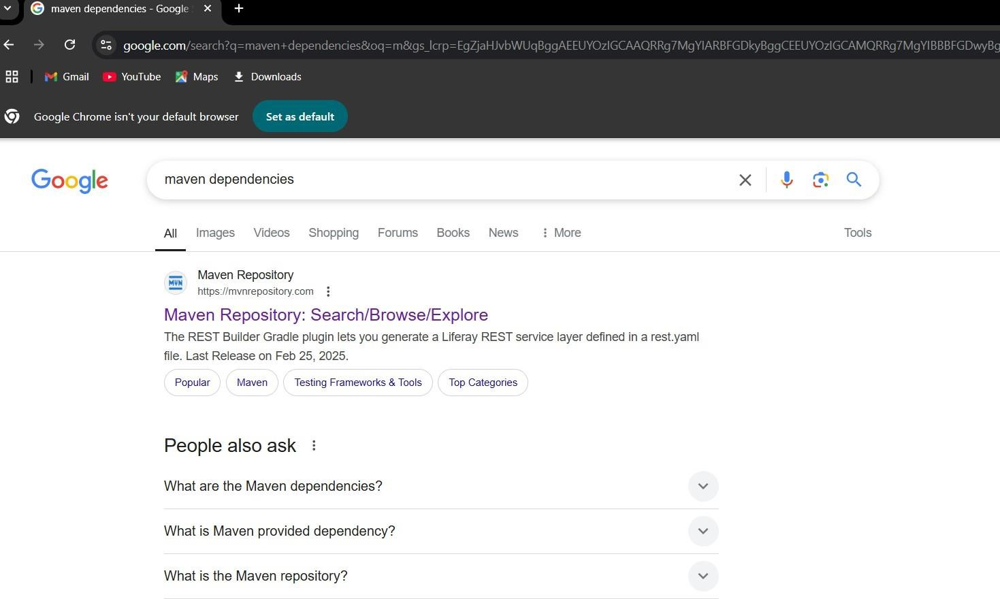 maven dependencies - Google
google.com/search?q=maven+dependencies&oq=m&gs_lcrp=EgZjaHJvbWUqBggAEEUYOzIGCAAQRRg7MgYIARBFGDkyBggCEEUYOzIGCAMQRRg7MgYIBBBFGDwyBg
Gmail YouTube Maps Downloads
Google Chrome isn't your default browser Set as default
Google maven dependencies
All Images Videos Shopping Forums Books News More Tools
MVN Maven Repository
https://mvnrepository.com
Maven Repository: Search/Browse/Explore
The REST Builder Gradle plugin lets you generate a Liferay REST service layer defined in a rest.yaml
file. Last Release on Feb 25, 2025.
Popular Maven Testing Frameworks & Tools Top Categories
People also ask
What are the Maven dependencies?
What is Maven provided dependency?
What is the Maven repository?